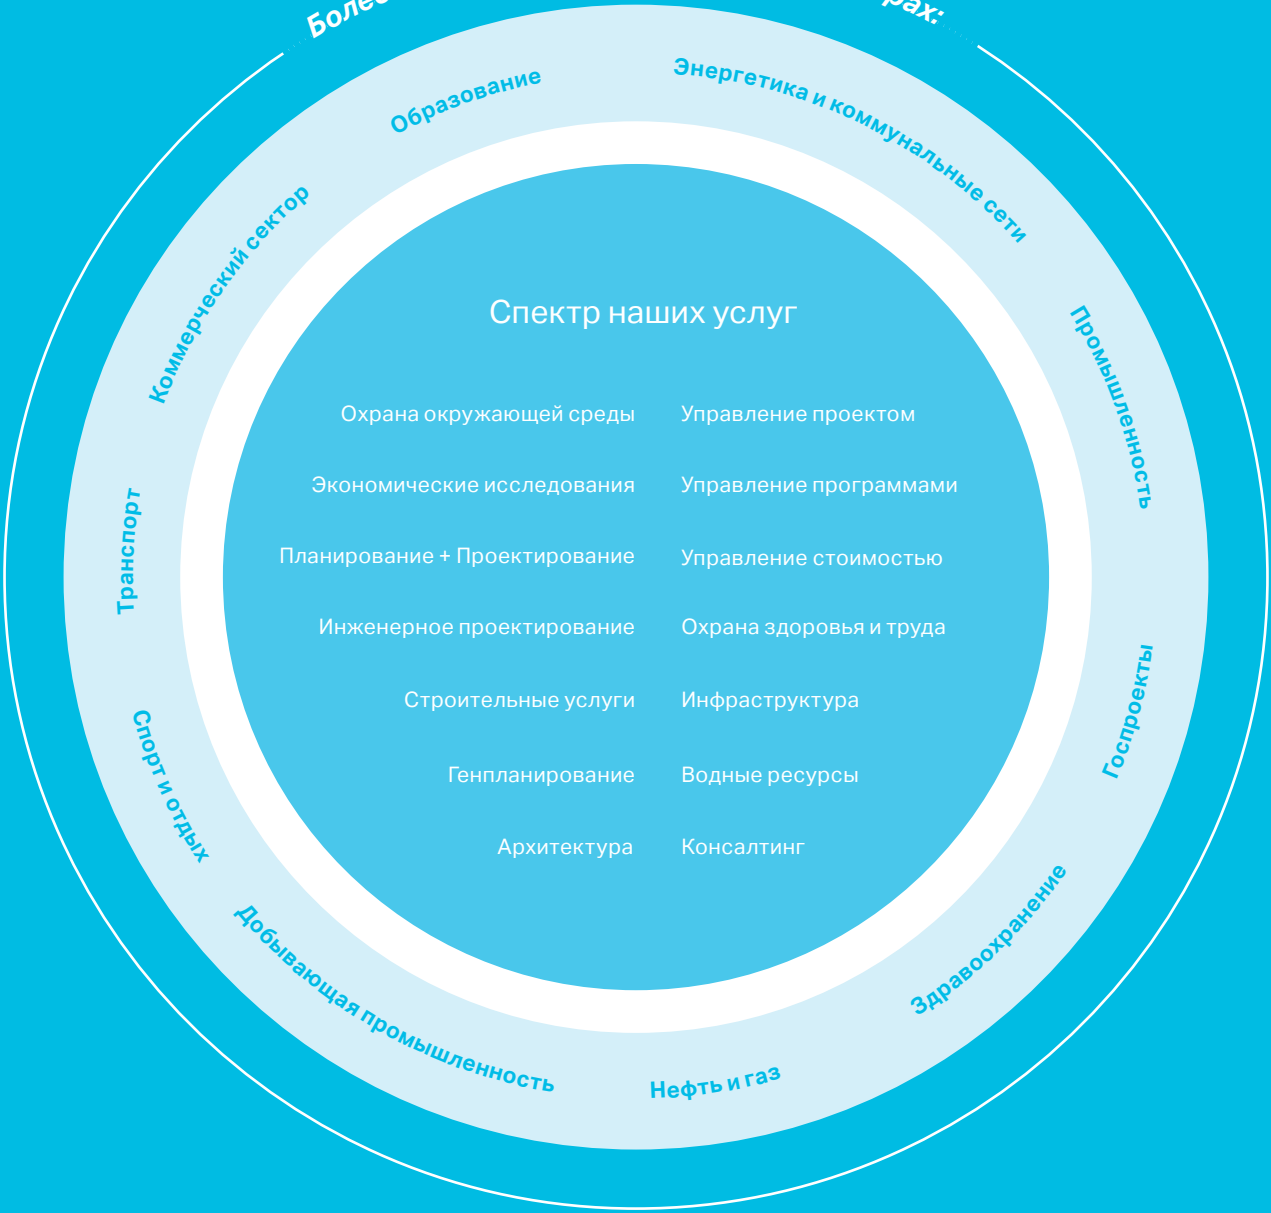 Образование
Энергетика и коммунальные сети
Промышленность
Госпроекты
Здравоохранение
Нефть и газ
Добывающая промышленность
Спорт и отдых
Транспорт
Коммерческий сектор
Спектр наших услуг
Охрана окружающей среды
Экономические исследования
Планирование + Проектирование
Инженерное проектирование
Строительные услуги
Генпланирование
Архитектура
Управление проектом
Управление программами
Управление стоимостью
Охрана здоровья и труда
Инфраструктура
Водные ресурсы
Консалтинг